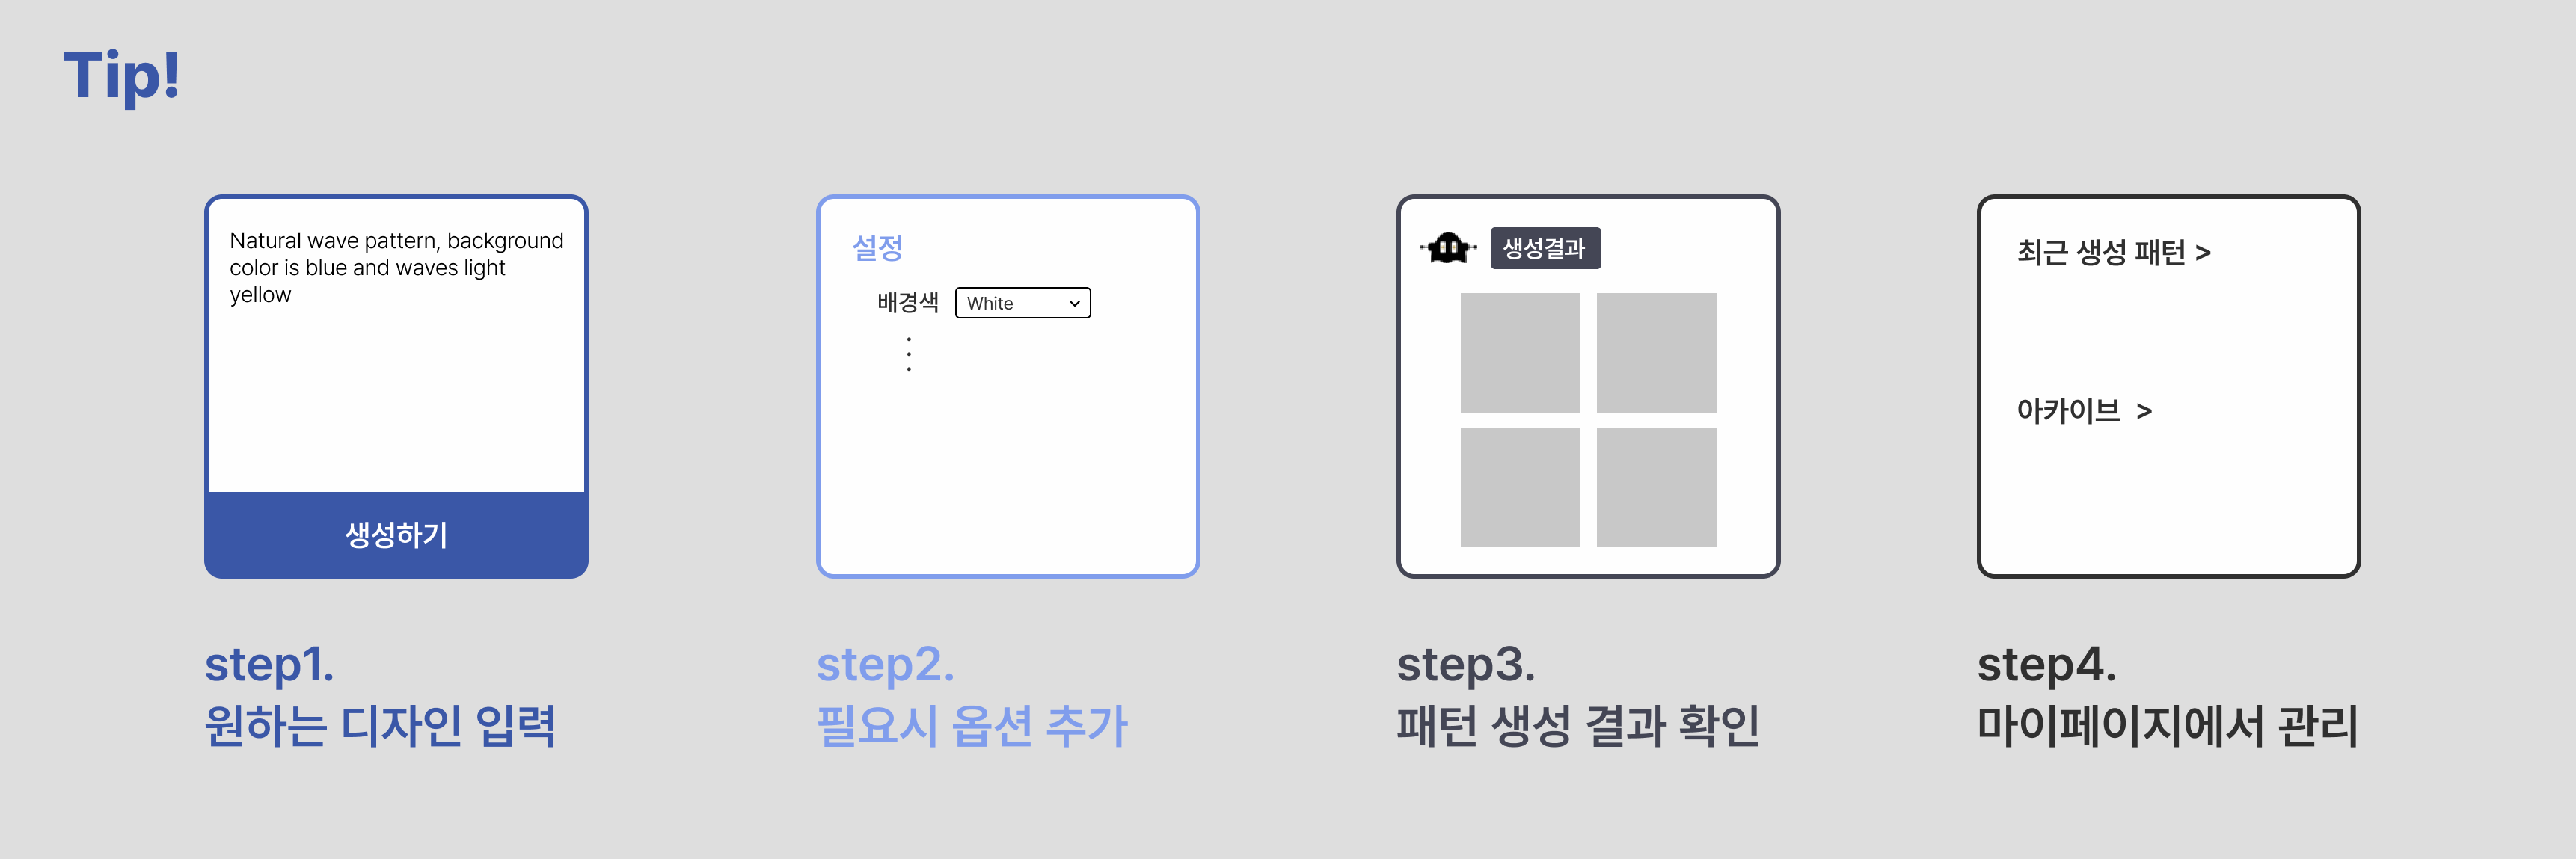 Tip!
Natural wave pattern, background
color is blue and waves light
yellow
생성하기
step1.
원하는 디자인 입력
설정
배경색 White
step2.
필요시 옵션 추가
생성결과
step3.
패턴 생성 결과 확인
최근 생성 패턴 >
아카이브 >
step4.
마이페이지에서 관리